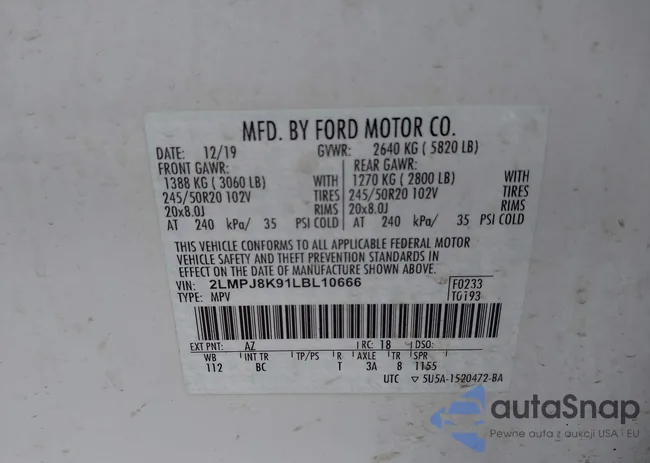 MFD. BY FORD MOTOR CO.
DATE: 12/19 GVWR: 2640 KG ( 5820 LB)
FRONT GAWR: REAR GAWR:
1388 KG ( 3060 LB) WITH 1270 KG ( 2800 LB) WITH
245/50R20 102V TIRES 245/50R20 102V TIRES
20x8.0J RIMS 20x8.0J RIMS
AT 240 kPa/ 35 PSI COLD AT 240 kPa/ 35 PSI COLD
THIS VEHICLE CONFORMS TO ALL APPLICABLE FEDERAL MOTOR
VEHICLE SAFETY AND THEFT PREVENTION STANDARDS IN
EFFECT ON THE DATE OF MANUFACTURE SHOWN ABOVE.
VIN: 2LMPJ8K91LBL10666 F0233
TYPE: MPV T0193
EXT PNT: AZ RC: 18 DSO:
WB INT TR TP/PS R AXLE TR SPR
112 BC T 3A 8 1155
UTC ▽ 5U5A-1520472-BA
autaSnap
Pewne auta z aukcji USA i EU